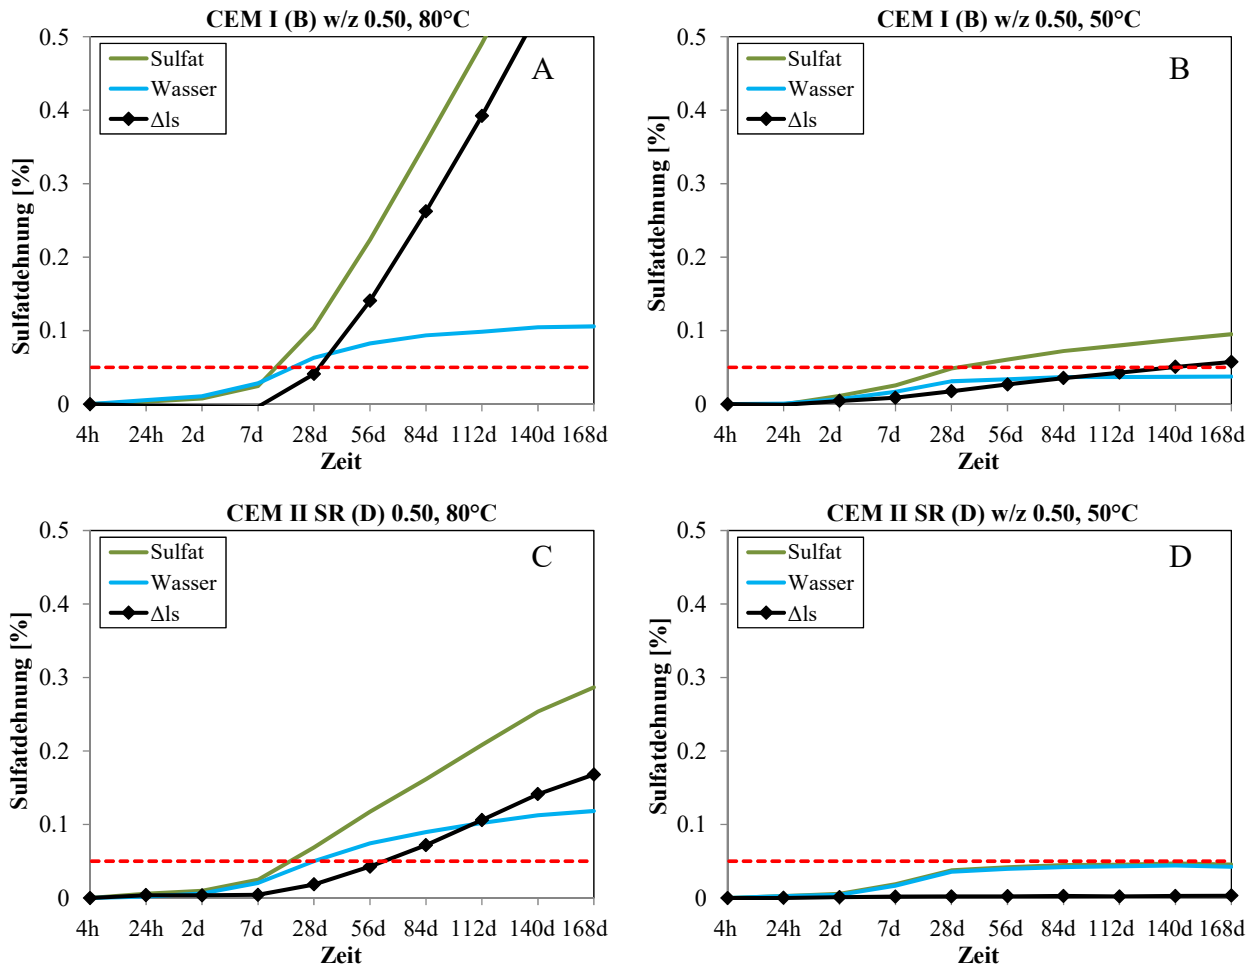 CEM I (B) w/z 0.50, 80°C
0.5
0.4
0.3
0.2
0.1
0
Sulfatdehnung [%]
Sulfat
Wasser
Δls
A
4h 24h 2d 7d 28d 56d 84d 112d 140d 168d
Zeit
CEM I (B) w/z 0.50, 50°C
0.5
0.4
0.3
0.2
0.1
0
Sulfatdehnung [%]
Sulfat
Wasser
Δls
B
4h 24h 2d 7d 28d 56d 84d 112d 140d 168d
Zeit
CEM II SR (D) 0.50, 80°C
0.5
0.4
0.3
0.2
0.1
0
Sulfatdehnung [%]
Sulfat
Wasser
Δls
C
4h 24h 2d 7d 28d 56d 84d 112d 140d 168d
Zeit
CEM II SR (D) w/z 0.50, 50°C
0.5
0.4
0.3
0.2
0.1
0
Sulfatdehnung [%]
Sulfat
Wasser
Δls
D
4h 24h 2d 7d 28d 56d 84d 112d 140d 168d
Zeit